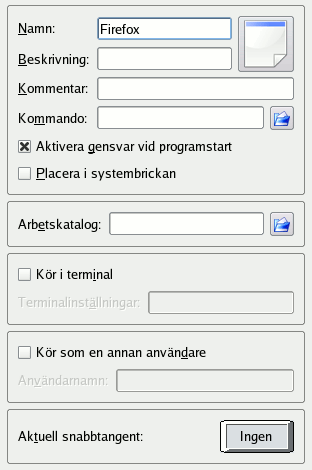 Namn: Firefox
Beskrivning:
Kommentar:
Kommando:
Aktivera gensvar vid programstart
Placera i systembrickan
Arbetskatalog:
Kör i terminal
Terminalinställningar:
Kör som en annan användare
Användarnamn:
Aktuell snabbtangent: Ingen